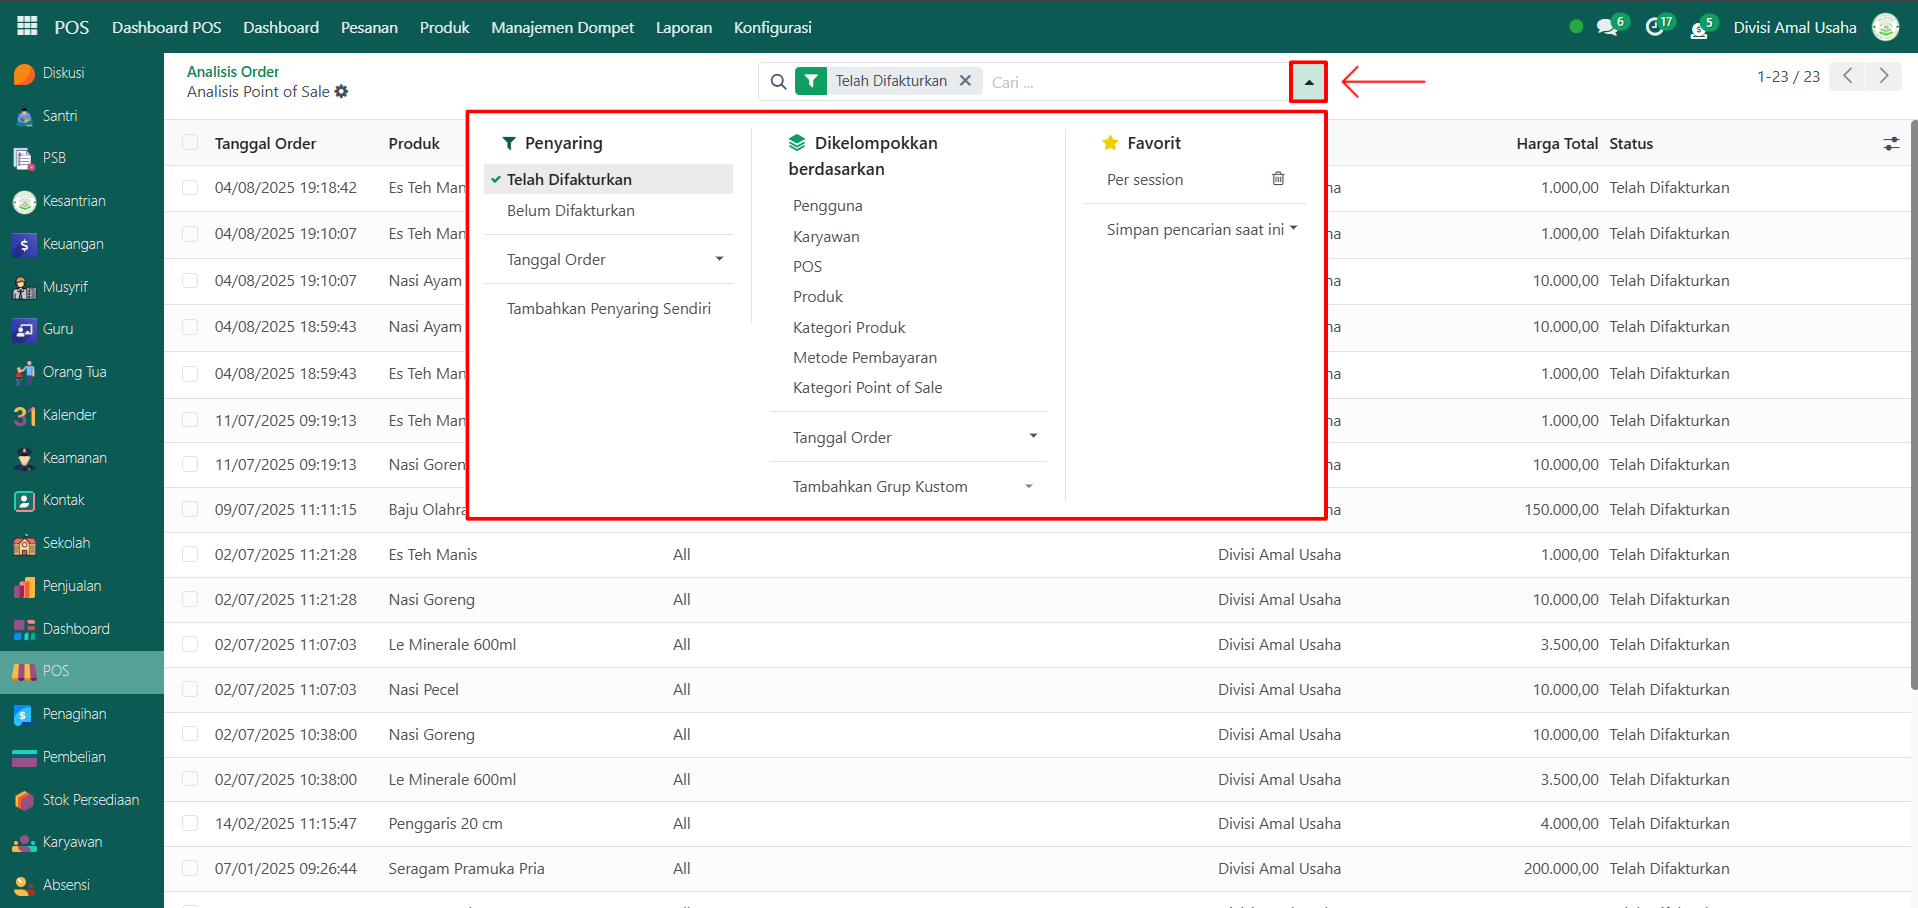 POS Dashboard POS Dashboard Pesanan Produk Manajemen Dompet Laporan Konfigurasi 6 17 5 Divisi Amal Usaha
Diskusi
Santri
PSB
Kesantrian
Keuangan
Musyrif
Guru
Orang Tua
31 Kalender
Keamanan
Kontak
Sekolah
Penjualan
Dashboard
POS
Penagihan
Pembelian
Stok Persediaan
Karyawan
Absensi
Analisis Order
Analisis Point of Sale
Telah Difakturkan Cari ...
1-23 / 23
Tanggal Order Produk Harga Total Status
04/08/2025 19:18:42 Es Teh 1.000,00 Telah Difakturkan
04/08/2025 19:10:07 Es Teh 1.000,00 Telah Difakturkan
04/08/2025 19:10:07 Nasi Ayam 10.000,00 Telah Difakturkan
04/08/2025 18:59:43 Nasi Ayam 10.000,00 Telah Difakturkan
04/08/2025 18:59:43 Es Teh 1.000,00 Telah Difakturkan
11/07/2025 09:19:13 Es Teh 1.000,00 Telah Difakturkan
11/07/2025 09:19:13 Nasi 10.000,00 Telah Difakturkan
09/07/2025 11:11:15 Baju 150.000,00 Telah Difakturkan
Penyaring
Telah Difakturkan
Belum Difakturkan
Tanggal Order
Tambahkan Penyaring Sendiri
Dikelompokkan
berdasarkan
Pengguna
Karyawan
POS
Produk
Kategori Produk
Metode Pembayaran
Kategori Point of Sale
Tanggal Order
Tambahkan Grup Kustom
Favorit
Per session
Simpan pencarian saat ini
02/07/2025 11:21:28 Es Teh Manis All Divisi Amal Usaha 1.000,00 Telah Difakturkan
02/07/2025 11:21:28 Nasi Goreng All Divisi Amal Usaha 10.000,00 Telah Difakturkan
02/07/2025 11:07:03 Le Minerale 600ml All Divisi Amal Usaha 3.500,00 Telah Difakturkan
02/07/2025 11:07:03 Nasi Pecel All Divisi Amal Usaha 10.000,00 Telah Difakturkan
02/07/2025 10:38:00 Nasi Goreng All Divisi Amal Usaha 10.000,00 Telah Difakturkan
02/07/2025 10:38:00 Le Minerale 600ml All Divisi Amal Usaha 3.500,00 Telah Difakturkan
14/02/2025 11:15:47 Penggaris 20 cm All Divisi Amal Usaha 4.000,00 Telah Difakturkan
07/01/2025 09:26:44 Seragam Pramuka Pria All Divisi Amal Usaha 200.000,00 Telah Difakturkan